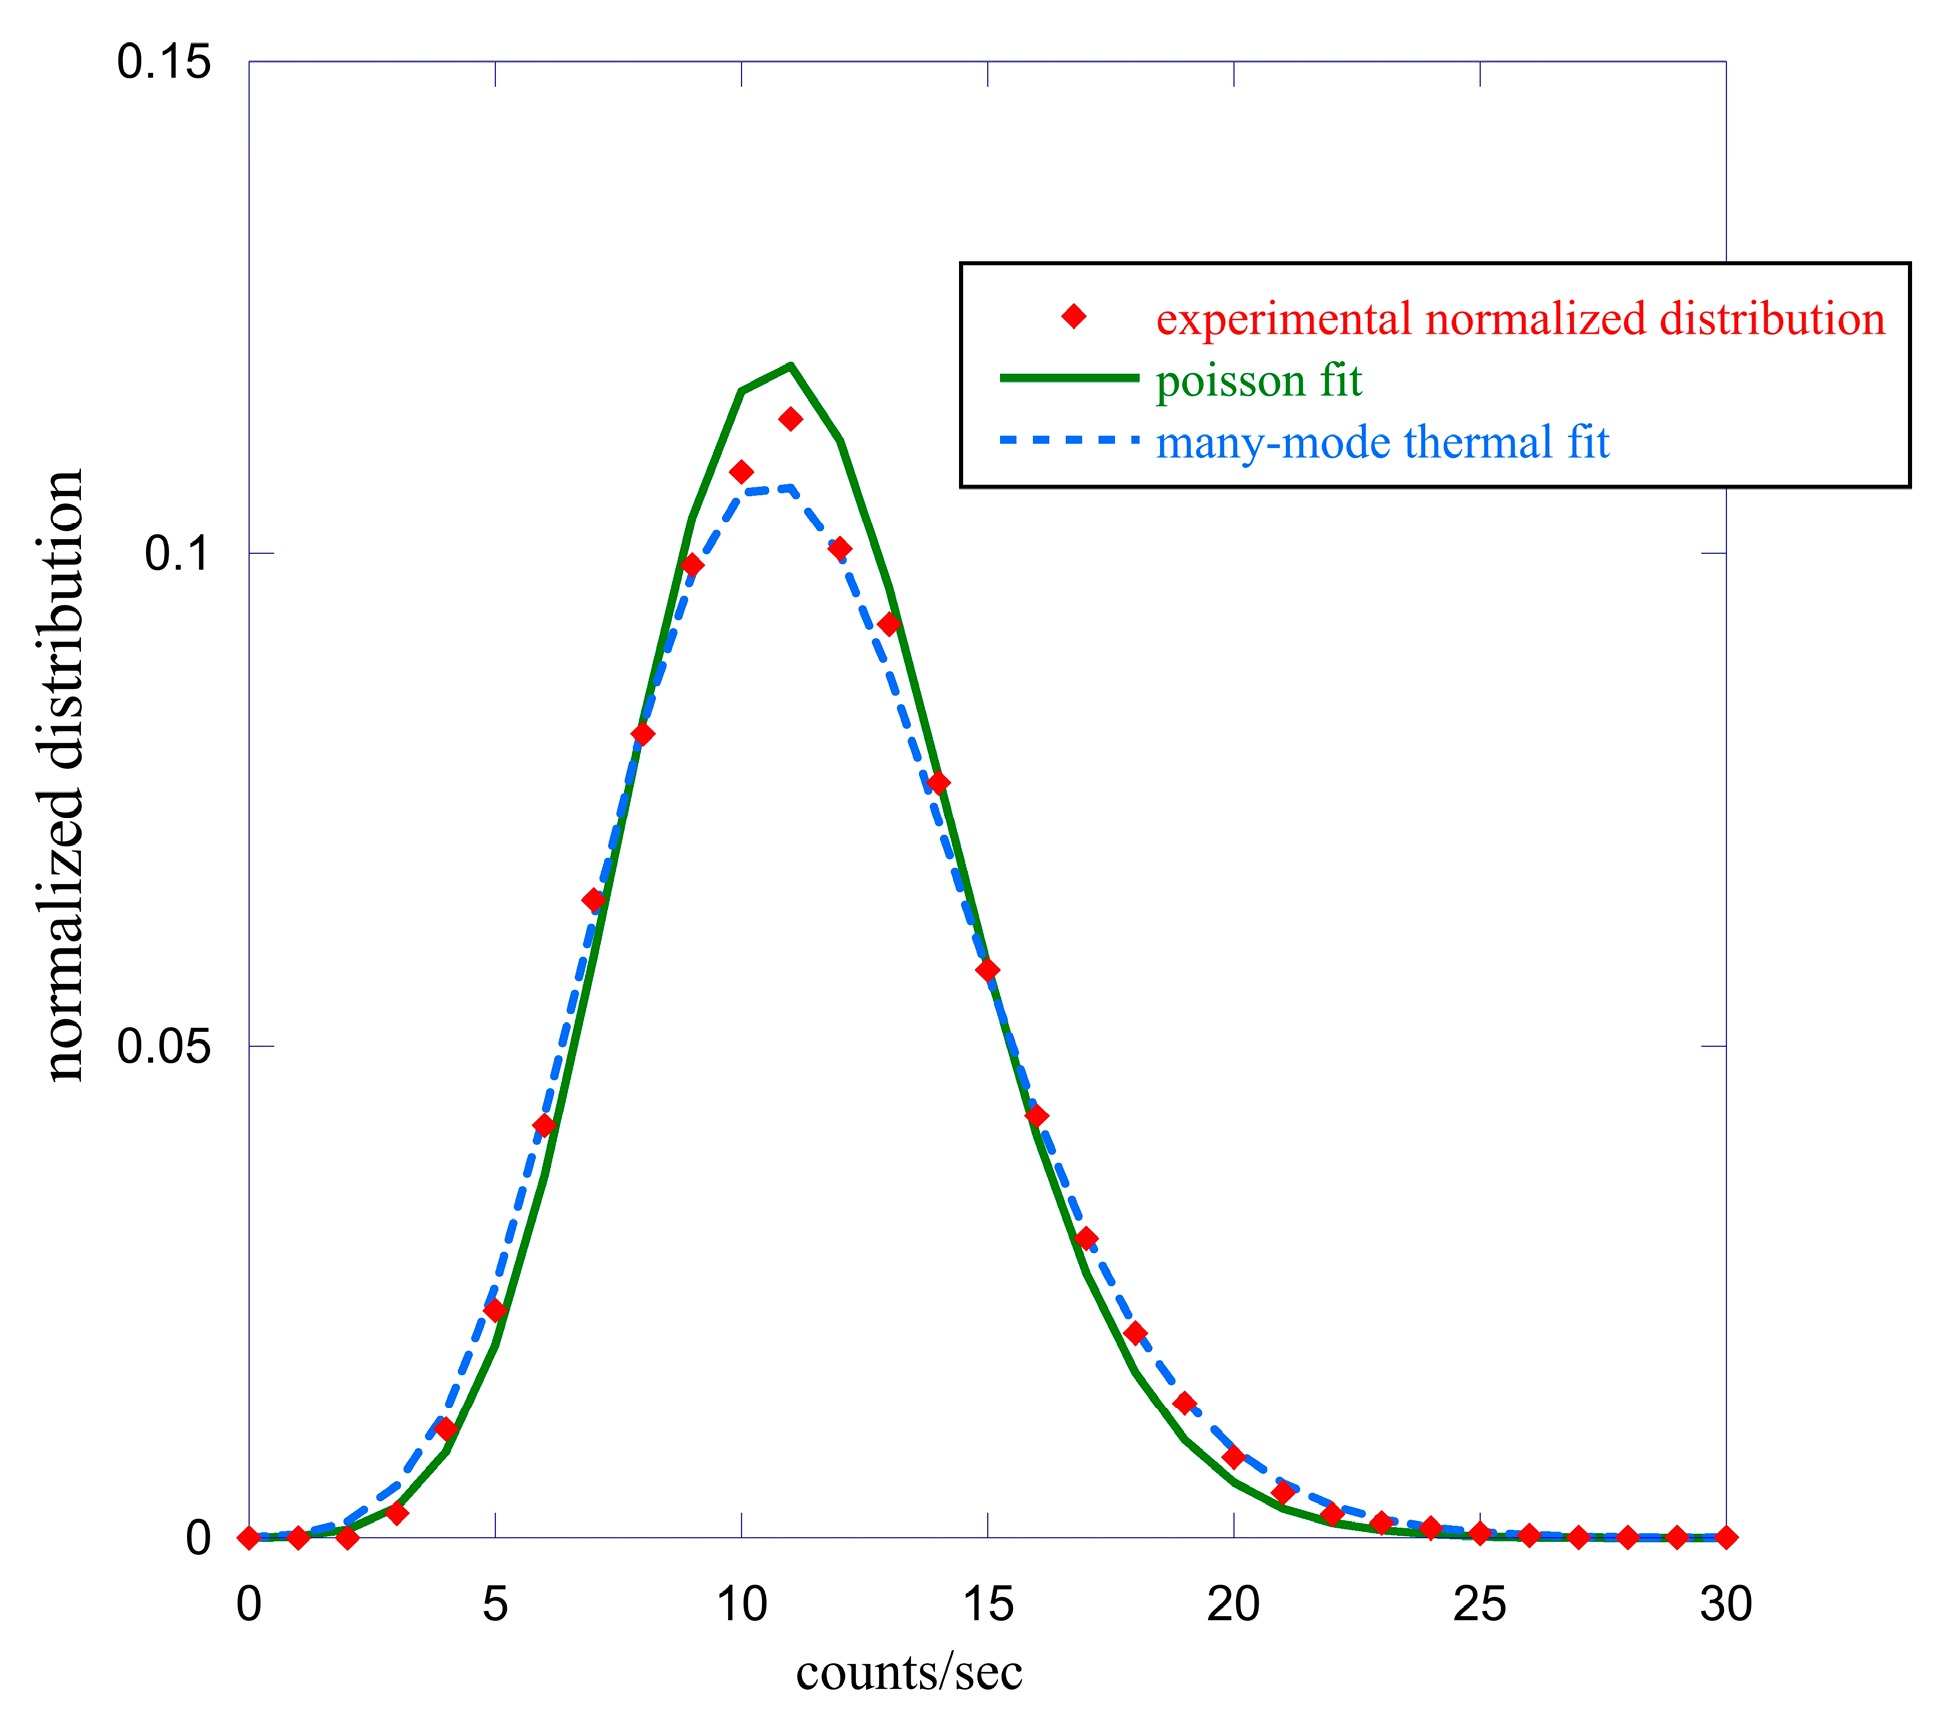 0.15
experimental normalized distribution
poisson fit
many-mode thermal fit
0.1
normalized distribution
0.05
0
0 5 10 15 20 25 30
counts/sec